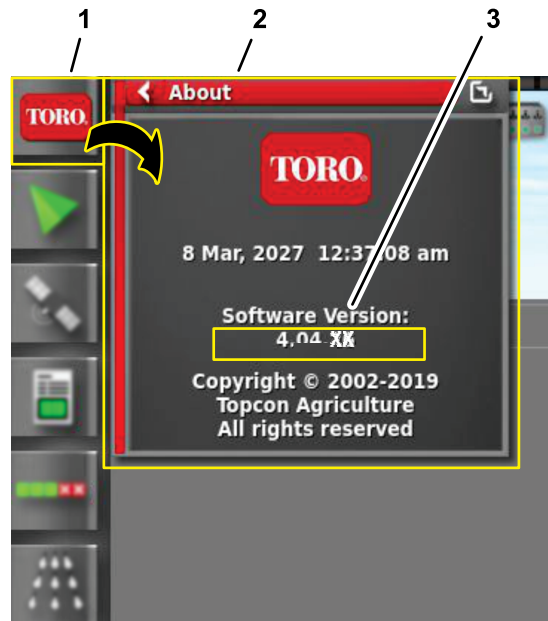 1
2
3
TORO®
About
TORO®
8 Mar, 2027 12:37:08 am
Software Version:
4.04.XX
Copyright © 2002-2019
Topcon Agriculture
All rights reserved